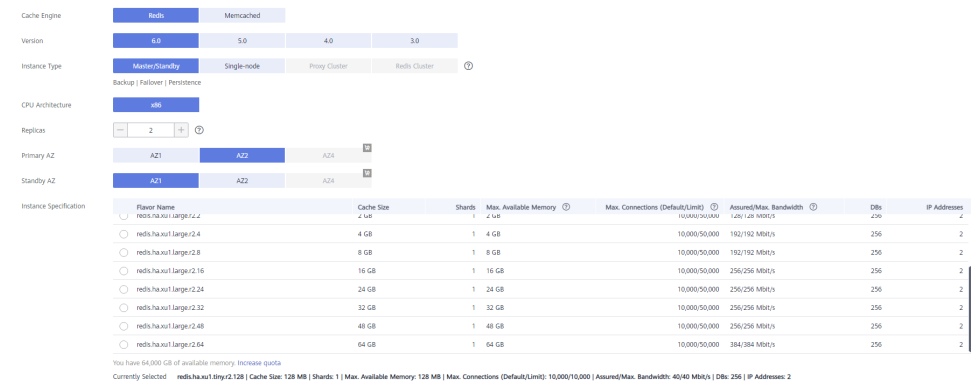 Cache Engine Redis Memcached
Version 6.0 5.0 4.0 3.0
Instance Type Master/Standby Single-node Proxy Cluster Redis Cluster
Backup | Failover | Persistence
CPU Architecture x86
Replicas 2
Primary AZ AZ1 AZ2 AZ4
Standby AZ AZ1 AZ2 AZ4
Instance Specification Flavor Name Cache Size Shards Max. Available Memory Max. Connections (Default/Limit) Assured/Max. Bandwidth DBs IP Addresses
redis.ha.xu1.large.r2.2 2 GB 1 2 GB 10,000/50,000 128/128 Mbit/s 256 2
redis.ha.xu1.large.r2.4 4 GB 1 4 GB 10,000/50,000 192/192 Mbit/s 256 2
redis.ha.xu1.large.r2.8 8 GB 1 8 GB 10,000/50,000 192/192 Mbit/s 256 2
redis.ha.xu1.large.r2.16 16 GB 1 16 GB 10,000/50,000 256/256 Mbit/s 256 2
redis.ha.xu1.large.r2.24 24 GB 1 24 GB 10,000/50,000 256/256 Mbit/s 256 2
redis.ha.xu1.large.r2.32 32 GB 1 32 GB 10,000/50,000 256/256 Mbit/s 256 2
redis.ha.xu1.large.r2.48 48 GB 1 48 GB 10,000/50,000 256/256 Mbit/s 256 2
redis.ha.xu1.large.r2.64 64 GB 1 64 GB 10,000/50,000 384/384 Mbit/s 256 2
You have 64,000 GB of available memory. Increase quota
Currently Selected redis.ha.xu1.tiny.r2.128 | Cache Size: 128 MB | Shards: 1 | Max. Available Memory: 128 MB | Max. Connections (Default/Limit): 10,000/10,000 | Assured/Max. Bandwidth: 40/40 Mbit/s | DBs: 256 | IP Addresses: 2